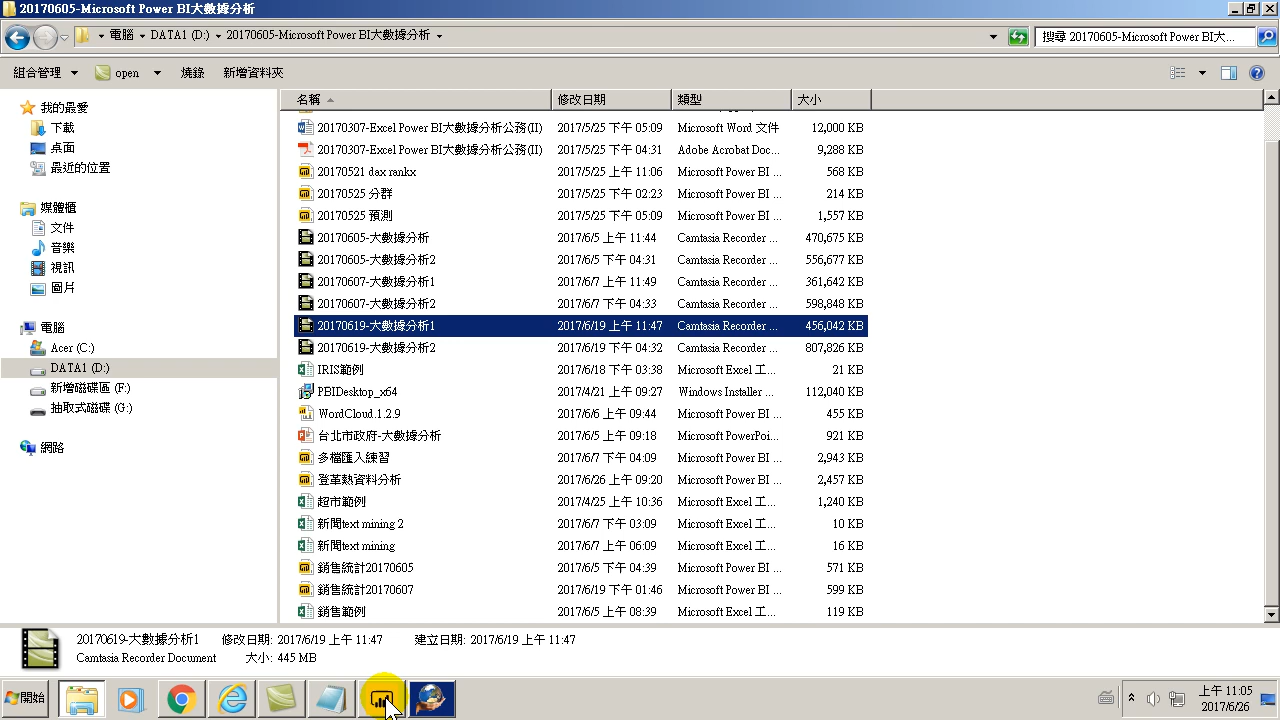 20170605-Microsoft Power BI大數據分析
電腦 DATA1 (D:) 20170605-Microsoft Power BI大數據分析
搜尋 20170605-Microsoft Power BI大...
組合管理 open 燒錄 新增資料夾
我的最愛
下載
桌面
最近的位置
媒體櫃
文件
音樂
視訊
圖片
電腦
Acer (C:)
DATA1 (D:)
新增磁碟區 (F:)
抽取式磁碟 (G:)
網路
名稱 修改日期 類型 大小
20170307-Excel Power BI大數據分析公務(II) 2017/5/25 下午 05:09 Microsoft Word 文件 12,000 KB
20170307-Excel Power BI大數據分析公務(II) 2017/5/25 下午 04:31 Adobe Acrobat Doc... 9,288 KB
20170521 dax rankx 2017/5/25 上午 11:06 Microsoft Power BI ... 568 KB
20170525 分群 2017/5/25 下午 02:23 Microsoft Power BI ... 214 KB
20170525 預測 2017/5/25 下午 05:09 Microsoft Power BI ... 1,557 KB
20170605-大數據分析 2017/6/5 上午 11:44 Camtasia Recorder ... 470,675 KB
20170605-大數據分析2 2017/6/5 下午 04:31 Camtasia Recorder ... 556,677 KB
20170607-大數據分析1 2017/6/7 上午 11:49 Camtasia Recorder ... 361,642 KB
20170607-大數據分析2 2017/6/7 下午 04:33 Camtasia Recorder ... 598,848 KB
20170619-大數據分析1 2017/6/19 上午 11:47 Camtasia Recorder ... 456,042 KB
20170619-大數據分析2 2017/6/19 下午 04:32 Camtasia Recorder ... 807,826 KB
IRIS範例 2017/6/18 下午 03:38 Microsoft Excel 工... 21 KB
PBIDesktop_x64 2017/4/21 上午 09:27 Windows Installer ... 112,040 KB
WordCloud.1.2.9 2017/6/6 上午 09:44 Microsoft Power BI ... 455 KB
台北市政府-大數據分析 2017/6/5 上午 09:18 Microsoft PowerPoi... 921 KB
多檔匯入練習 2017/6/7 下午 04:09 Microsoft Power BI ... 2,943 KB
登革熱資料分析 2017/6/26 上午 09:20 Microsoft Power BI ... 2,457 KB
超市範例 2017/4/25 上午 10:36 Microsoft Excel 工... 1,240 KB
新聞text mining 2 2017/6/7 下午 03:09 Microsoft Excel 工... 10 KB
新聞text mining 2017/6/7 下午 06:09 Microsoft Excel 工... 16 KB
銷售統計20170605 2017/6/5 下午 04:39 Microsoft Power BI ... 571 KB
銷售統計20170607 2017/6/19 下午 01:46 Microsoft Power BI ... 599 KB
銷售範例 2017/6/5 上午 08:39 Microsoft Excel 工... 119 KB
20170619-大數據分析1 修改日期: 2017/6/19 上午 11:47 建立日期: 2017/6/19 上午 11:47
Camtasia Recorder Document 大小: 445 MB
開始
上午 11:05
2017/6/26